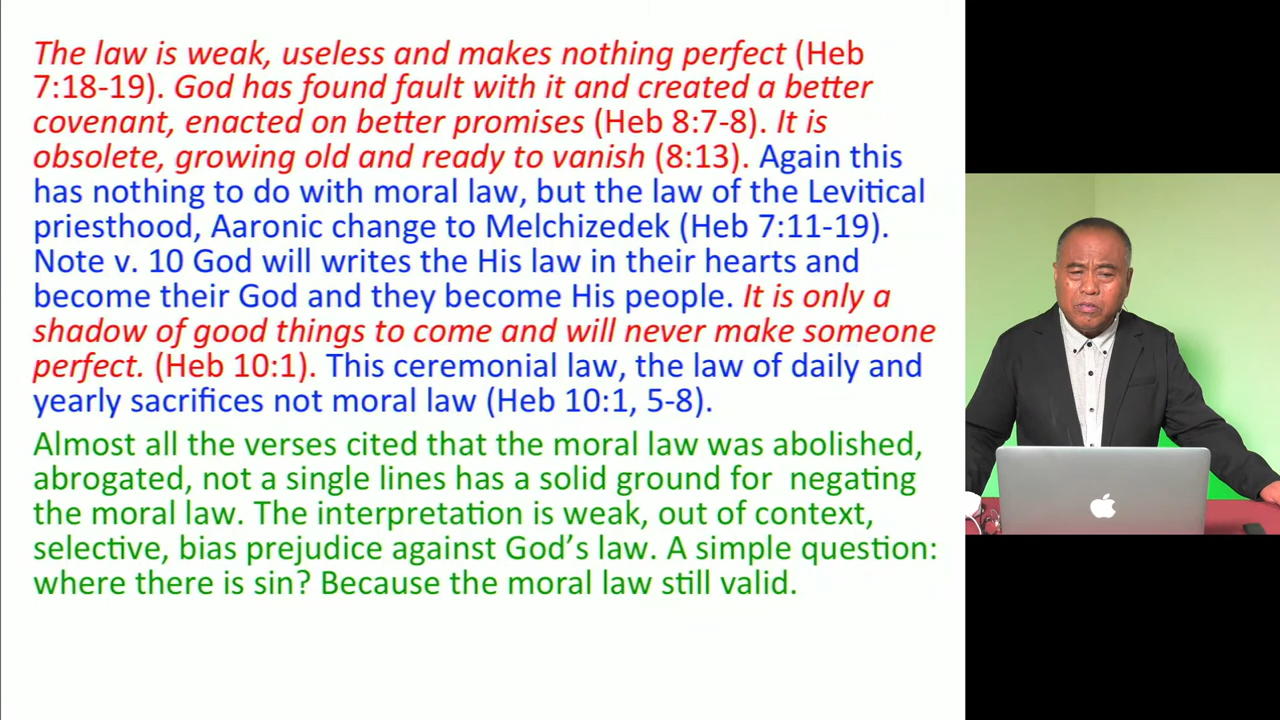 The law is weak, useless and makes nothing perfect (Heb
7:18-19). God has found fault with it and created a better
covenant, enacted on better promises (Heb 8:7-8). It is
obsolete, growing old and ready to vanish (8:13). Again this
has nothing to do with moral law, but the law of the Levitical
priesthood, Aaronic change to Melchizedek (Heb 7:11-19).
Note v. 10 God will writes the His law in their hearts and
become their God and they become His people. It is only a
shadow of good things to come and will never make someone
perfect. (Heb 10:1). This ceremonial law, the law of daily and
yearly sacrifices not moral law (Heb 10:1, 5-8).
Almost all the verses cited that the moral law was abolished,
abrogated, not a single lines has a solid ground for  negating
the moral law. The interpretation is weak, out of context,
selective, bias prejudice against God’s law. A simple question:
where there is sin? Because the moral law still valid.